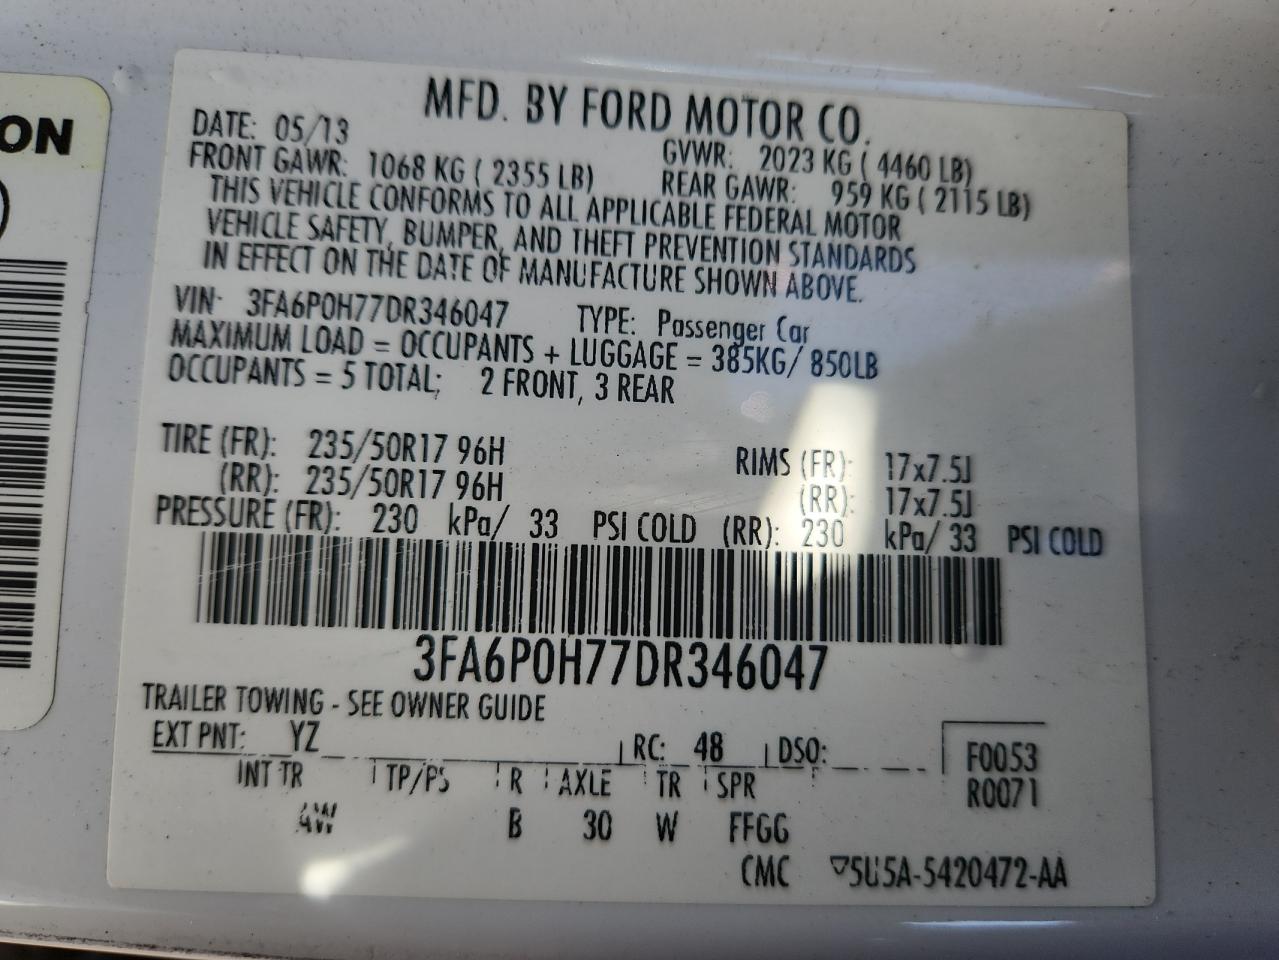 ON
MFD. BY FORD MOTOR CO.
DATE: 05/13 GVWR: 2023 KG ( 4460 LB)
FRONT GAWR: 1068 KG ( 2355 LB) REAR GAWR: 959 KG ( 2115 LB)
THIS VEHICLE CONFORMS TO ALL APPLICABLE FEDERAL MOTOR
VEHICLE SAFETY, BUMPER, AND THEFT PREVENTION STANDARDS
IN EFFECT ON THE DATE OF MANUFACTURE SHOWN ABOVE.
VIN: 3FA6P0H77DR346047 TYPE: Passenger Car
MAXIMUM LOAD = OCCUPANTS + LUGGAGE = 385KG/ 850LB
OCCUPANTS = 5 TOTAL; 2 FRONT, 3 REAR
TIRE (FR): 235/50R17 96H RIMS (FR): 17x7.5J
(RR): 235/50R17 96H (RR): 17x7.5J
PRESSURE (FR): 230 kPa/ 33 PSI COLD (RR): 230 kPa/ 33 PSI COLD
3FA6P0H77DR346047
TRAILER TOWING - SEE OWNER GUIDE
EXT PNT: YZ RC: 48 DSO: F0053
INT TR TP/PS R AXLE TR SPR R0071
AW B 30 W FFGG
CMC ▽5U5A-5420472-AA